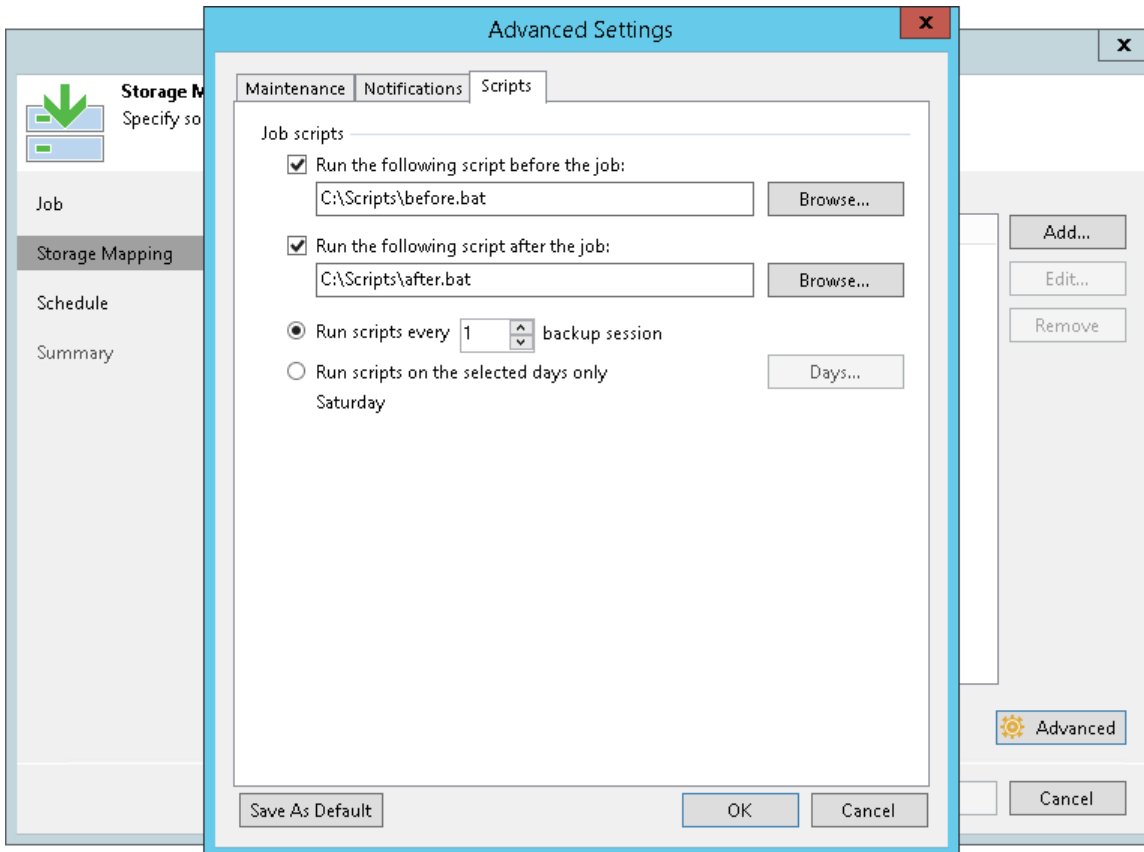 Advanced Settings
x
x
Storage M
Specify so
Job
Storage Mapping
Schedule
Summary
Maintenance Notifications Scripts
Job scripts
Run the following script before the job:
C:\Scripts\before.bat Browse...
Run the following script after the job:
C:\Scripts\after.bat Browse...
Run scripts every 1 backup session
Run scripts on the selected days only Days...
Saturday
Add...
Edit...
Remove
Advanced
Save As Default OK Cancel
Cancel